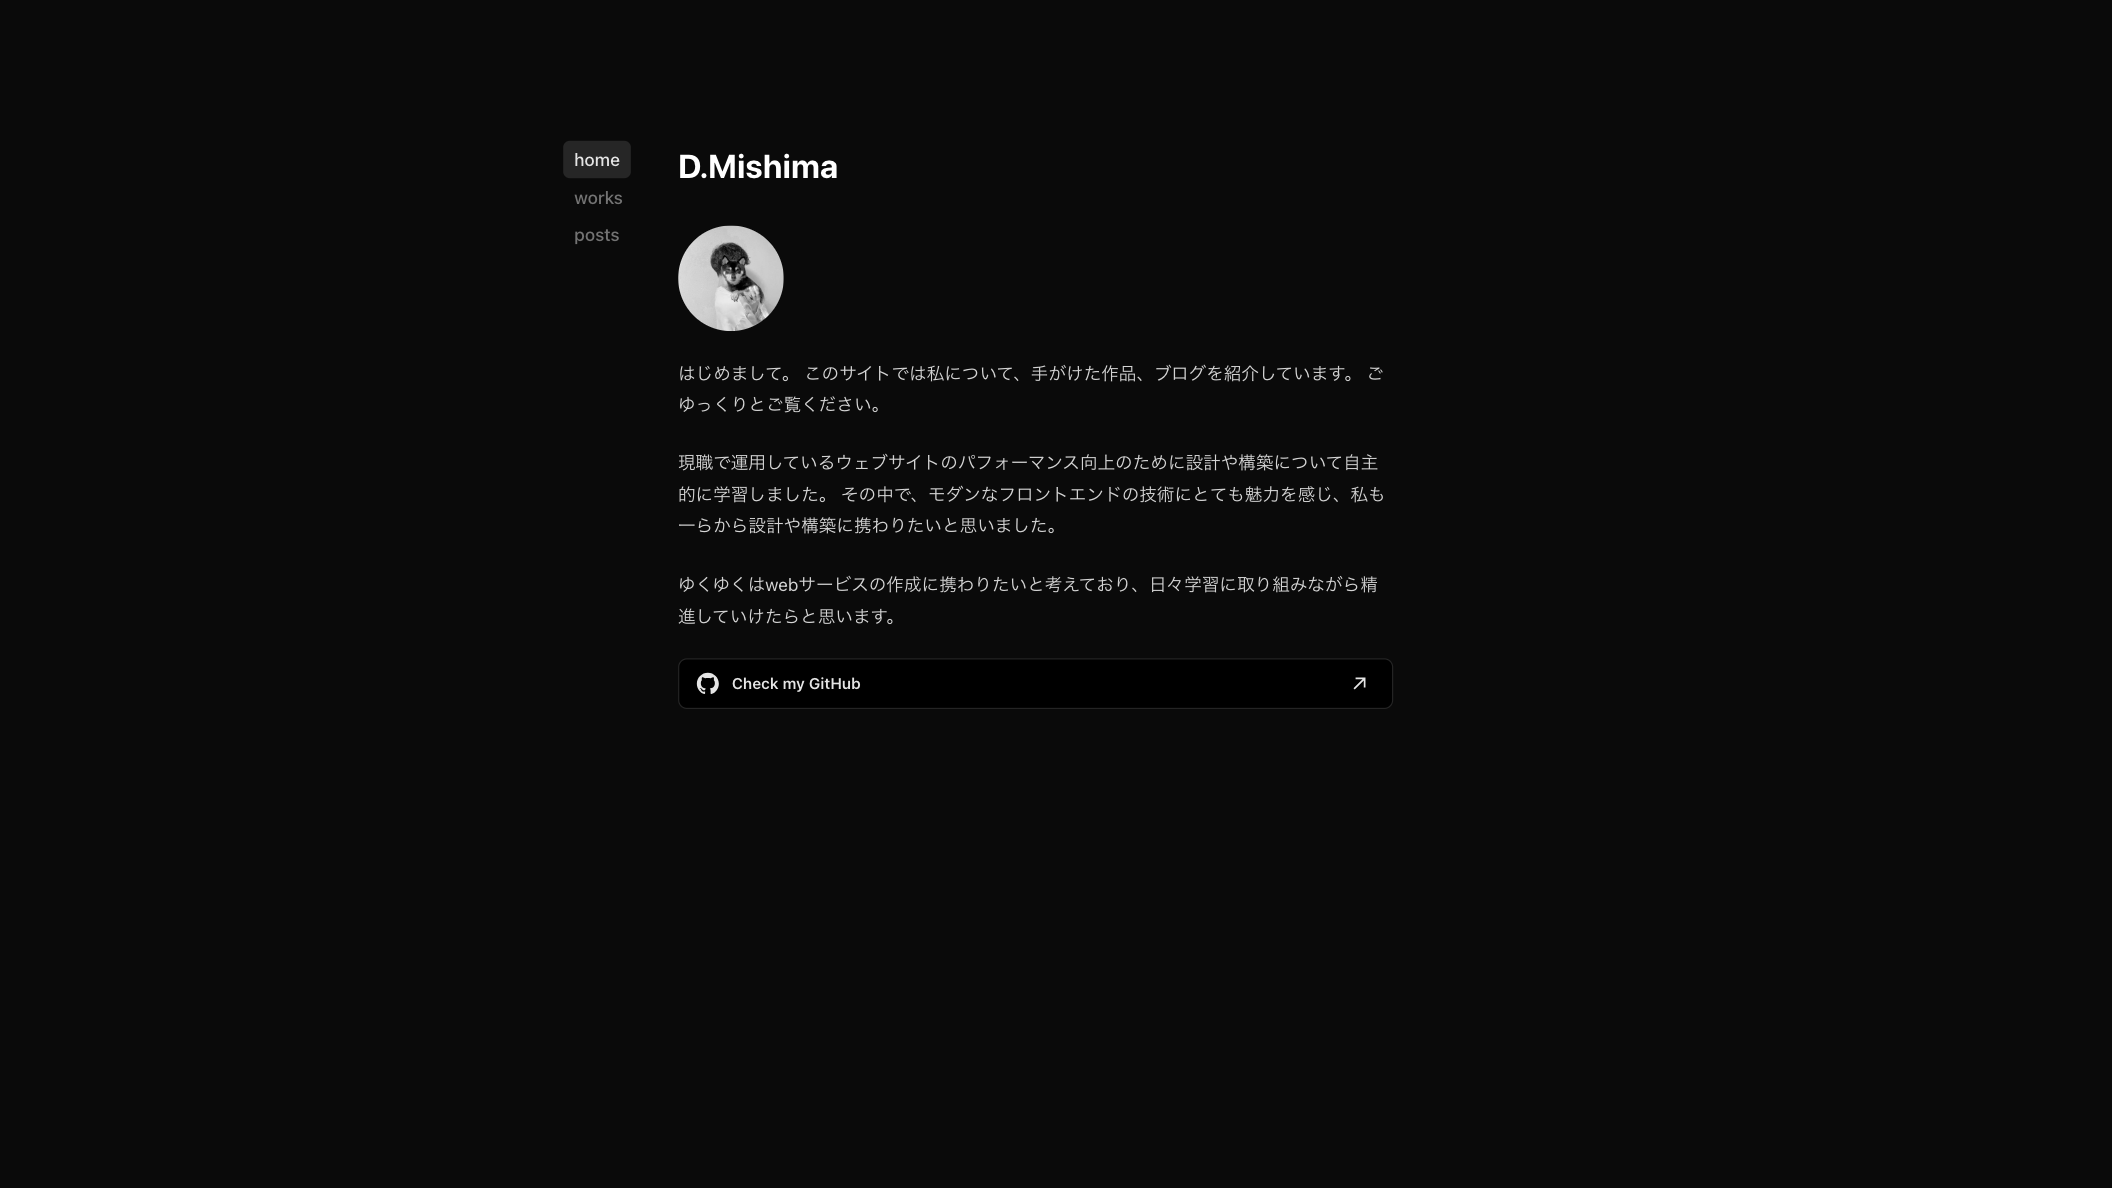 home
works
posts
D.Mishima
はじめまして。 このサイトでは私について、手がけた作品、ブログを紹介しています。 ご
ゆっくりとご覧ください。
現職で運用しているウェブサイトのパフォーマンス向上のために設計や構築について自主
的に学習しました。 その中で、モダンなフロントエンドの技術にとても魅力を感じ、私も
一らから設計や構築に携わりたいと思いました。
ゆくゆくはwebサービスの作成に携わりたいと考えており、日々学習に取り組みながら精
進していけたらと思います。
Check my GitHub